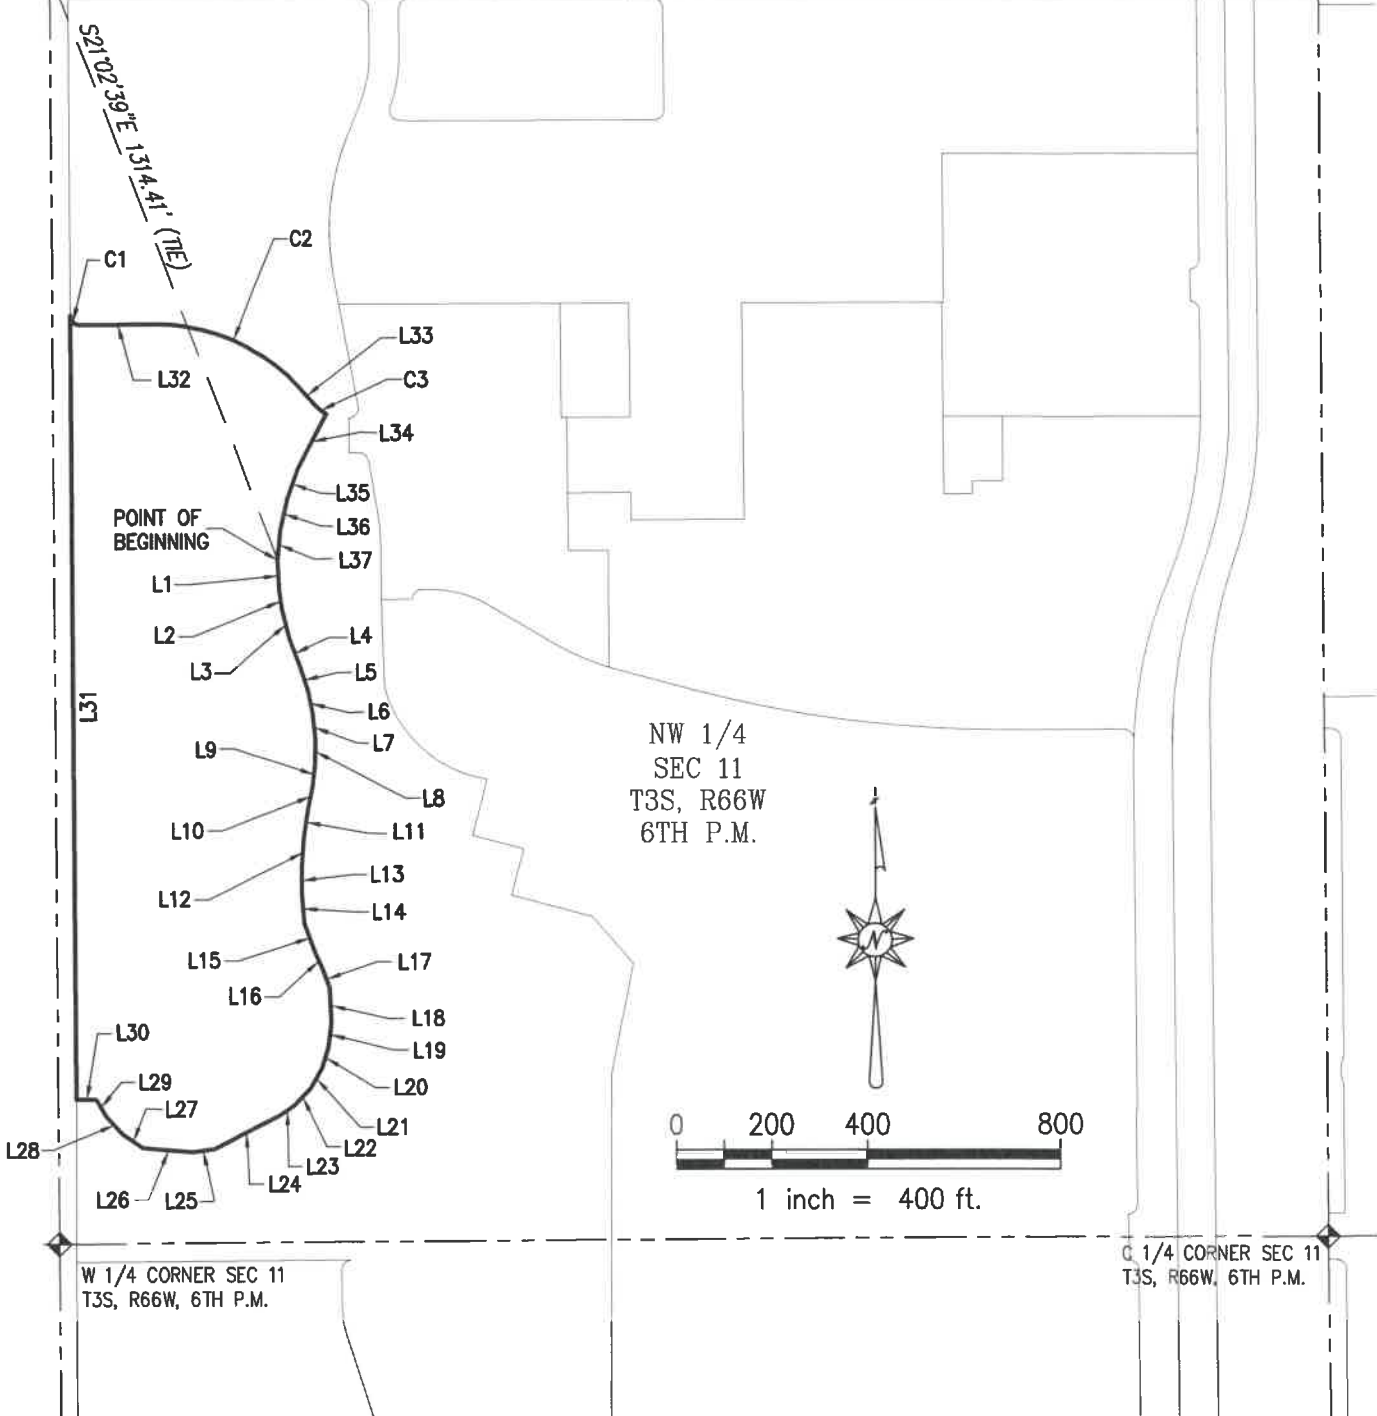 S21°02'39"E 1314.41' (TIE)
C1
C2
L33
C3
L32
L34
L35
L36
POINT OF
BEGINNING
L37
L1
L2
L4
L3
L5
L31
L6
L7
L9
L8
L10
L11
L12
L13
L14
L15
L17
L16
L18
L30
L19
L29
L20
L27
L21
L28
L22
L23
L24
L26
L25
NW 1/4
SEC 11
T3S, R66W
6TH P.M.
N
0 200 400 800
1 inch = 400 ft.
W 1/4 CORNER SEC 11
T3S, R66W, 6TH P.M.
C 1/4 CORNER SEC 11
T3S, R66W, 6TH P.M.